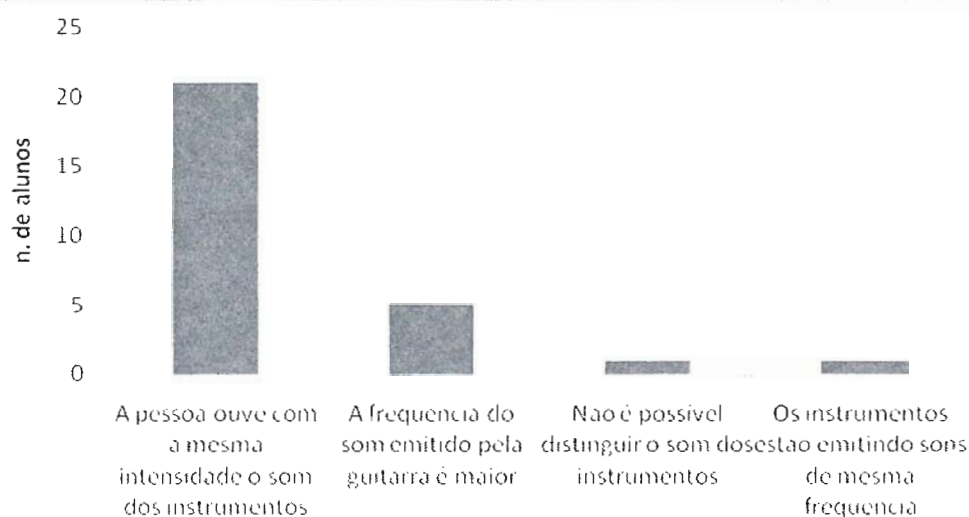 25
20
15
10
5
0
n. de alunos
A pessoa ouve com
a mesma
intensidade o som
dos instrumentos
A frequencia do
som emitido pela
guitarra é maior
Nao é possível
distinguir o som dos
instrumentos
Os instrumentos
estao emitindo sons
de mesma
frequencia